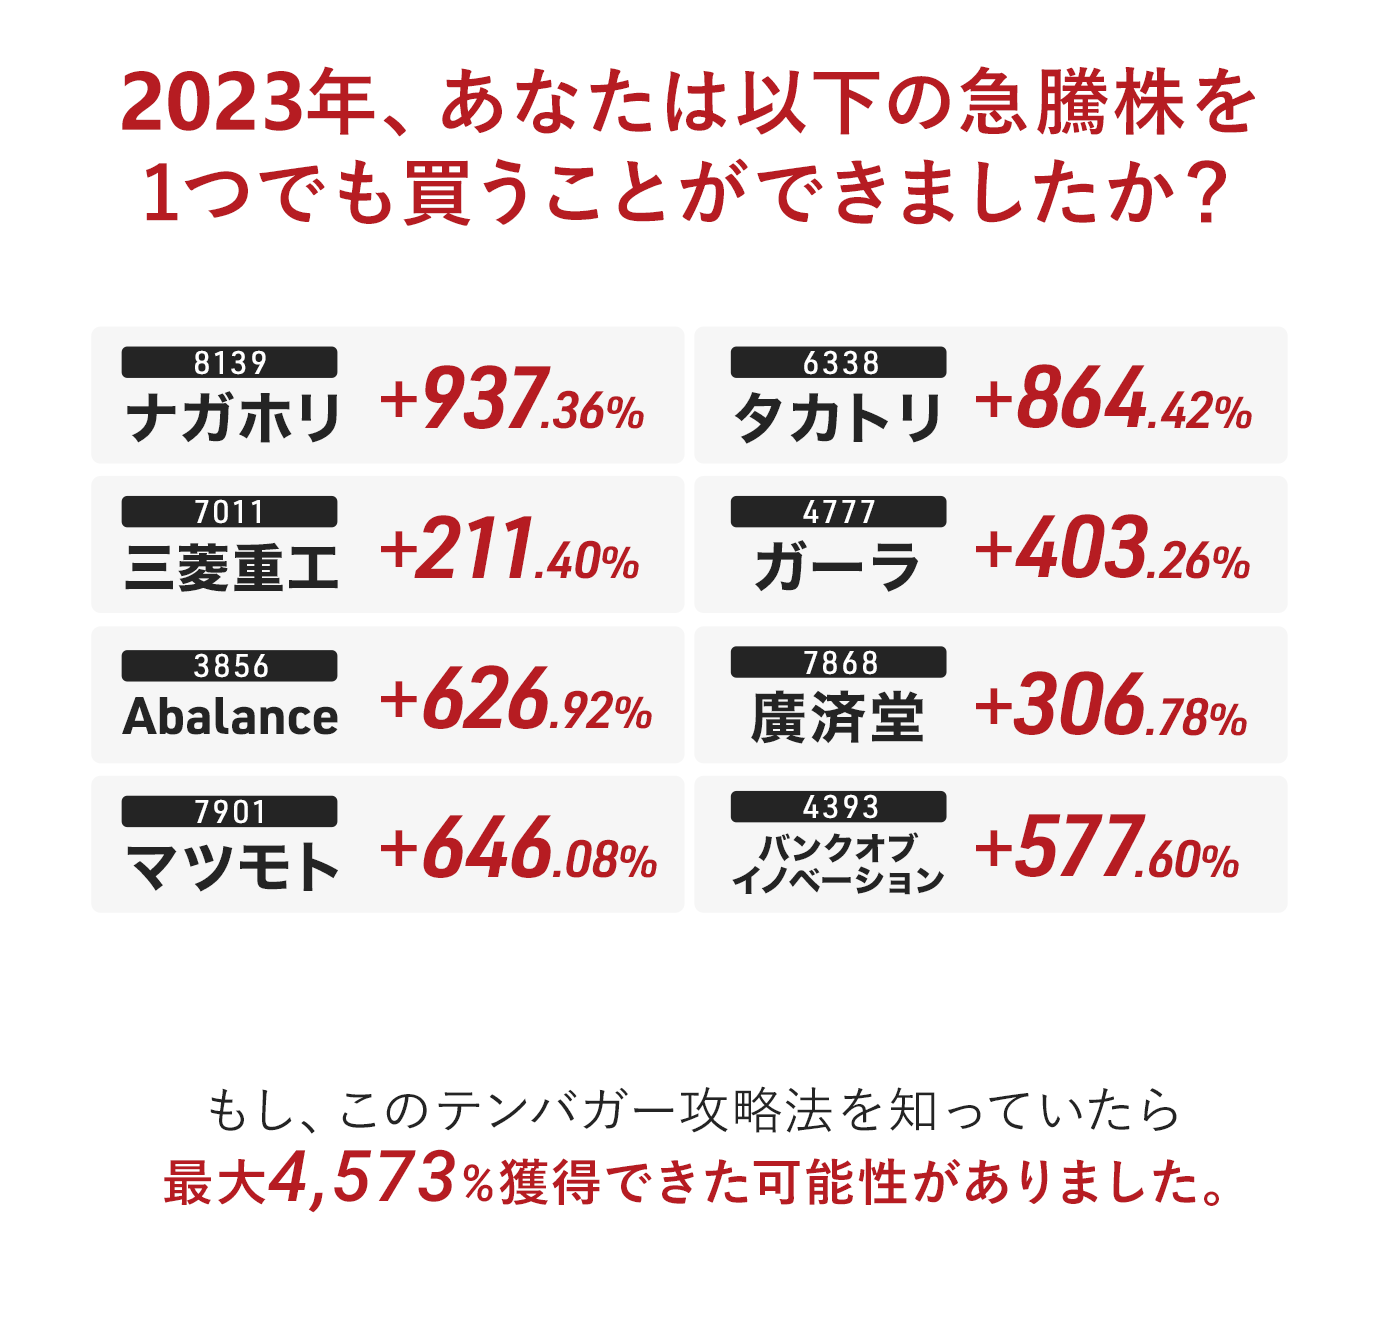 2023年、あなたは以下の急騰株を
1つでも買うことができましたか？
8139
ナガホリ
+937.36%
6338
タカトリ
+864.42%
7011
三菱重工
+211.40%
4777
ガーラ
+403.26%
3856
Abalance
+626.92%
7868
廣済堂
+306.78%
7901
マツモト
+646.08%
4393
バンクオブ
イノベーション
+577.60%
もし、このテンバガー攻略法を知っていたら
最大4,573%獲得できた可能性がありました。